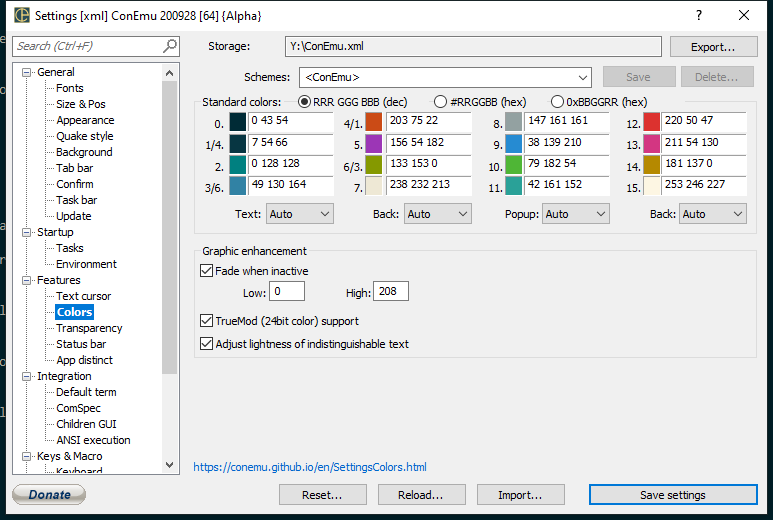 Settings [xml] ConEmu 200928 [64] {Alpha}
?
Search (Ctrl+F)
Storage:
Y:\ConEmu.xml
Export...
General
Fonts
Size & Pos
Appearance
Quake style
Background
Tab bar
Confirm
Task bar
Update
Startup
Tasks
Environment
Features
Text cursor
Colors
Transparency
Status bar
App distinct
Integration
Default term
ComSpec
Children GUI
ANSI execution
Keys & Macro
Keyboard
Schemes:
<ConEmu>
Save
Delete...
Standard colors:
RRR GGG BBB (dec)
#RRGGBB (hex)
0xBBGGRR (hex)
0. 0 43 54
4/1. 203 75 22
8. 147 161 161
12. 220 50 47
1/4. 7 54 66
5. 156 54 182
9. 38 139 210
13. 211 54 130
2. 0 128 128
6/3. 133 153 0
10. 79 182 54
14. 181 137 0
3/6. 49 130 164
7. 238 232 213
11. 42 161 152
15. 253 246 227
Text: Auto
Back: Auto
Popup: Auto
Back: Auto
Graphic enhancement
Fade when inactive
Low: 0
High: 208
TrueMod (24bit color) support
Adjust lightness of indistinguishable text
https://conemu.github.io/en/SettingsColors.html
Donate
Reset...
Reload...
Import...
Save settings